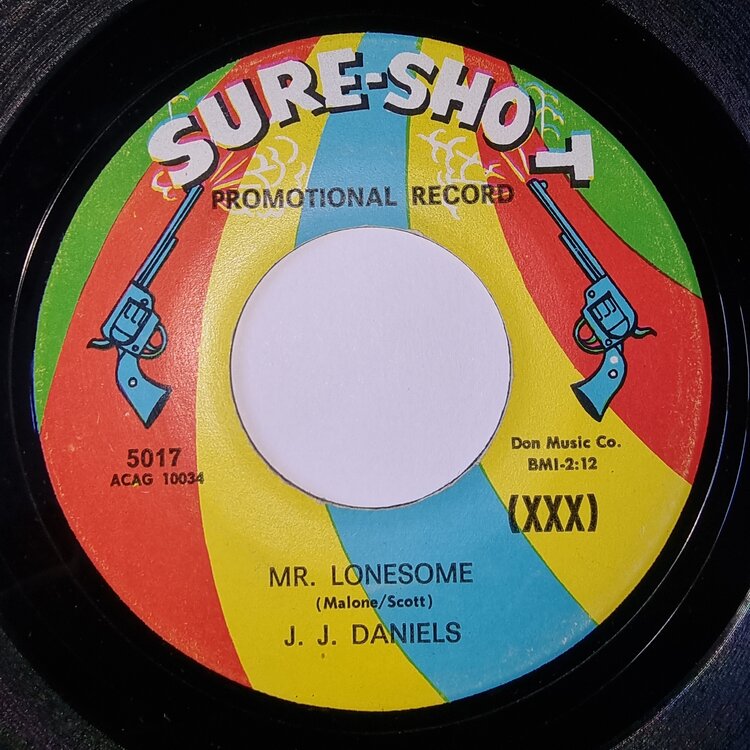 SURE-SHOT
PROMOTIONAL RECORD
5017
ACAG 10034
Don Music Co.
BMI-2:12
(XXX)
MR. LONESOME
(Malone/Scott)
J. J. DANIELS